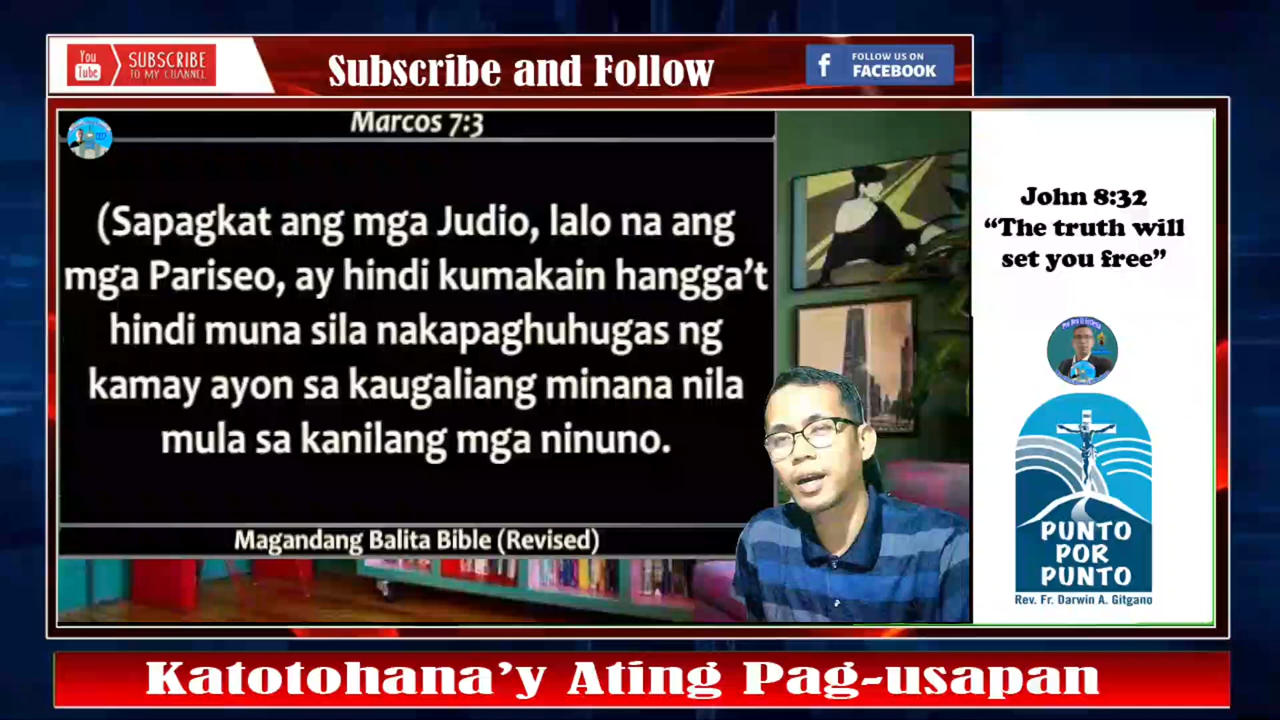 You Tube
SUBSCRIBE
TO MY CHANNEL
Subscribe and Follow
f
FOLLOW US ON
FACEBOOK
Marcos 7:3
(Sapagkat ang mga Judio, lalo na ang
mga Pariseo, ay hindi kumakain hangga't
hindi muna sila nakapaghuhugas ng
kamay ayon sa kaugaliang minana nila
mula sa kanilang mga ninuno.
Magandang Balita Bible (Revised)
John 8:32
“The truth will
set you free”
PUNTO
POR
PUNTO
Rev. Fr. Darwin A. Gitgano
Katotohana'y Ating Pag-usapan